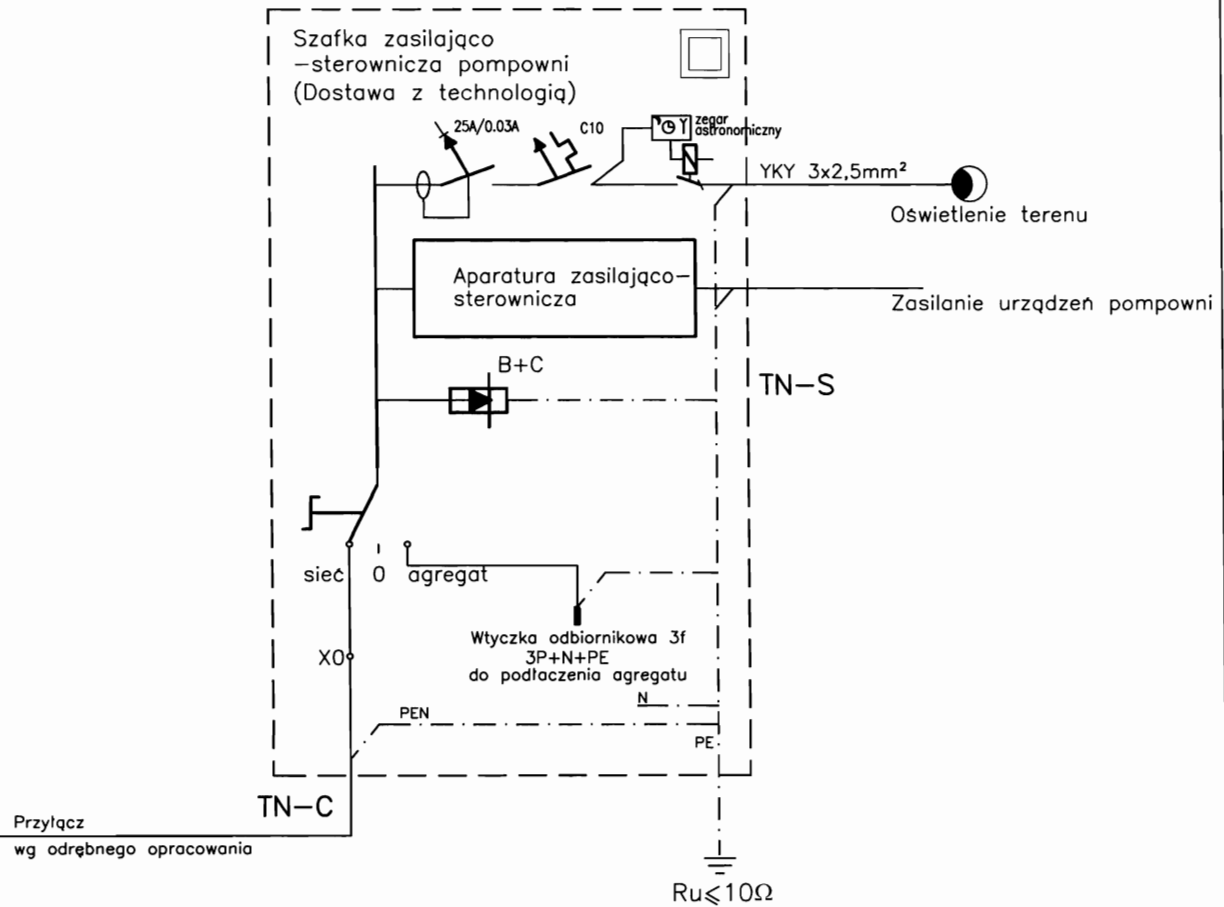 Szafka zasilająco
-sterownicza pompowni
(Dostawa z technologią)
25A/0.03A
C10
zegar
astronomiczny
YKY 3x2,5mm²
Oświetlenie terenu
Aparatura zasilająco-
sterownicza
Zasilanie urządzeń pompowni
B+C
TN-S
sieć 0 agregat
Wtyczka odbiornikowa 3f
3P+N+PE
do podłaczenia agregatu
X0
N
PEN
PE
TN-C
Przyłącz
wg odrębnego opracowania
Ru≤10Ω